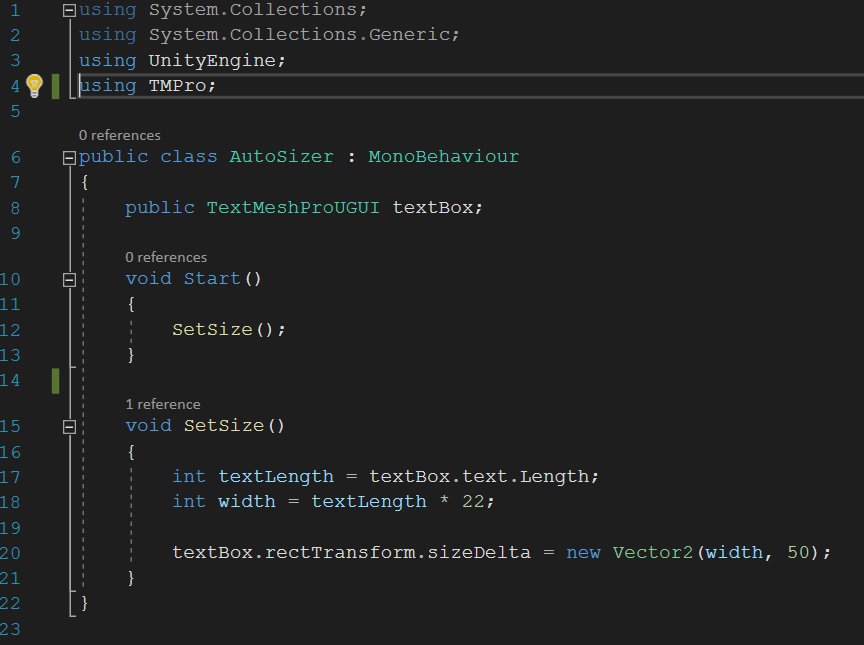 1 using System.Collections;
2 using System.Collections.Generic;
3 using UnityEngine;
4 using TMPro;
5
0 references
6 public class AutoSizer : MonoBehaviour
7 {
8 public TextMeshProUGUI textBox;
9
0 references
10 void Start()
11 {
12 SetSize();
13 }
14
1 reference
15 void SetSize()
16 {
17 int textLength = textBox.text.Length;
18 int width = textLength * 22;
19
20 textBox.rectTransform.sizeDelta = new Vector2(width, 50);
21 }
22 }
23